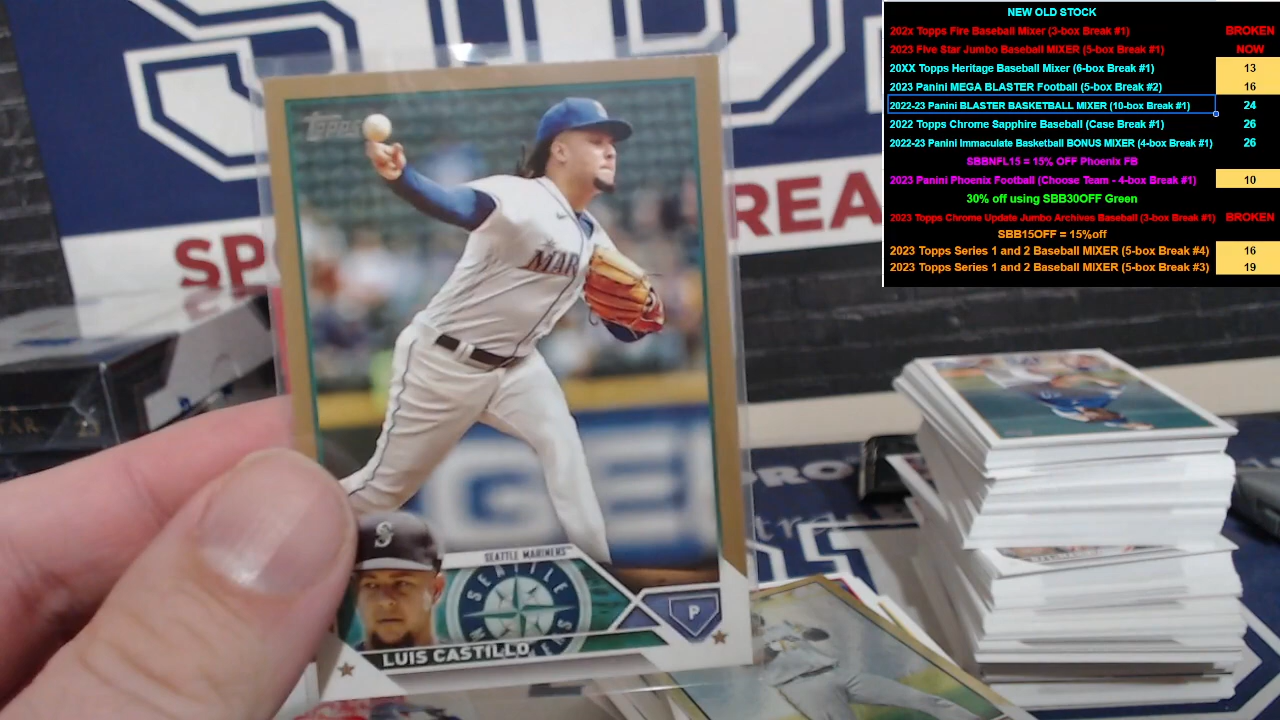 NEW OLD STOCK
202x Topps Fire Baseball Mixer (3-box Break #1) BROKEN
2023 Five Star Jumbo Baseball MIXER (5-box Break #1) NOW
20XX Topps Heritage Baseball Mixer (6-box Break #1) 13
2023 Panini MEGA BLASTER Football (5-box Break #2) 16
2022-23 Panini BLASTER BASKETBALL MIXER (10-box Break #1) 24
2022 Topps Chrome Sapphire Baseball (Case Break #1) 26
2022-23 Panini Immaculate Basketball BONUS MIXER (4-box Break #1) 26
SBBNFL15 = 15% OFF Phoenix FB
2023 Panini Phoenix Football (Choose Team - 4-box Break #1) 10
30% off using SBB30OFF Green
2023 Topps Chrome Update Jumbo Archives Baseball (3-box Break #1) BROKEN
SBB15OFF = 15%off
2023 Topps Series 1 and 2 Baseball MIXER (5-box Break #4) 16
2023 Topps Series 1 and 2 Baseball MIXER (5-box Break #3) 19
Topps
SP
REA
MAR
GE
S
SEATTLE MARINERS
SEATTLE
P
LUIS CASTILLO
PRO